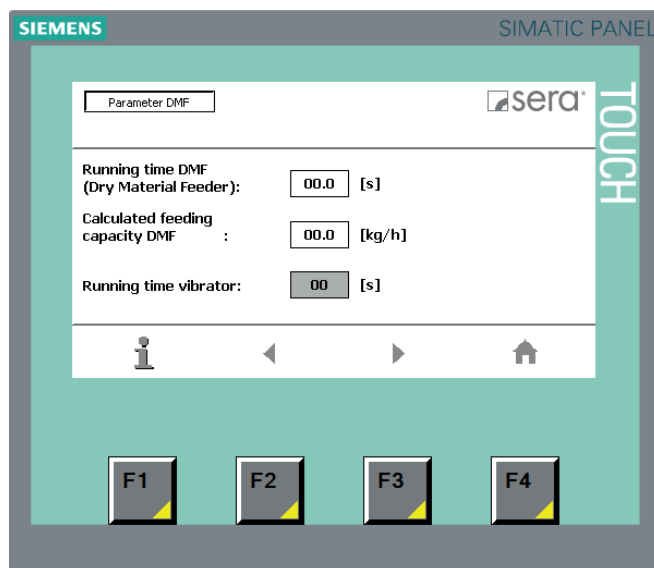 SIEMENS
SIMATIC PANEL
TOUCH
Parameter DMF
sera
Running time DMF
(Dry Material Feeder): 00.0 [s]
Calculated feeding
capacity DMF : 00.0 [kg/h]
Running time vibrator: 00 [s]
F1 F2 F3 F4